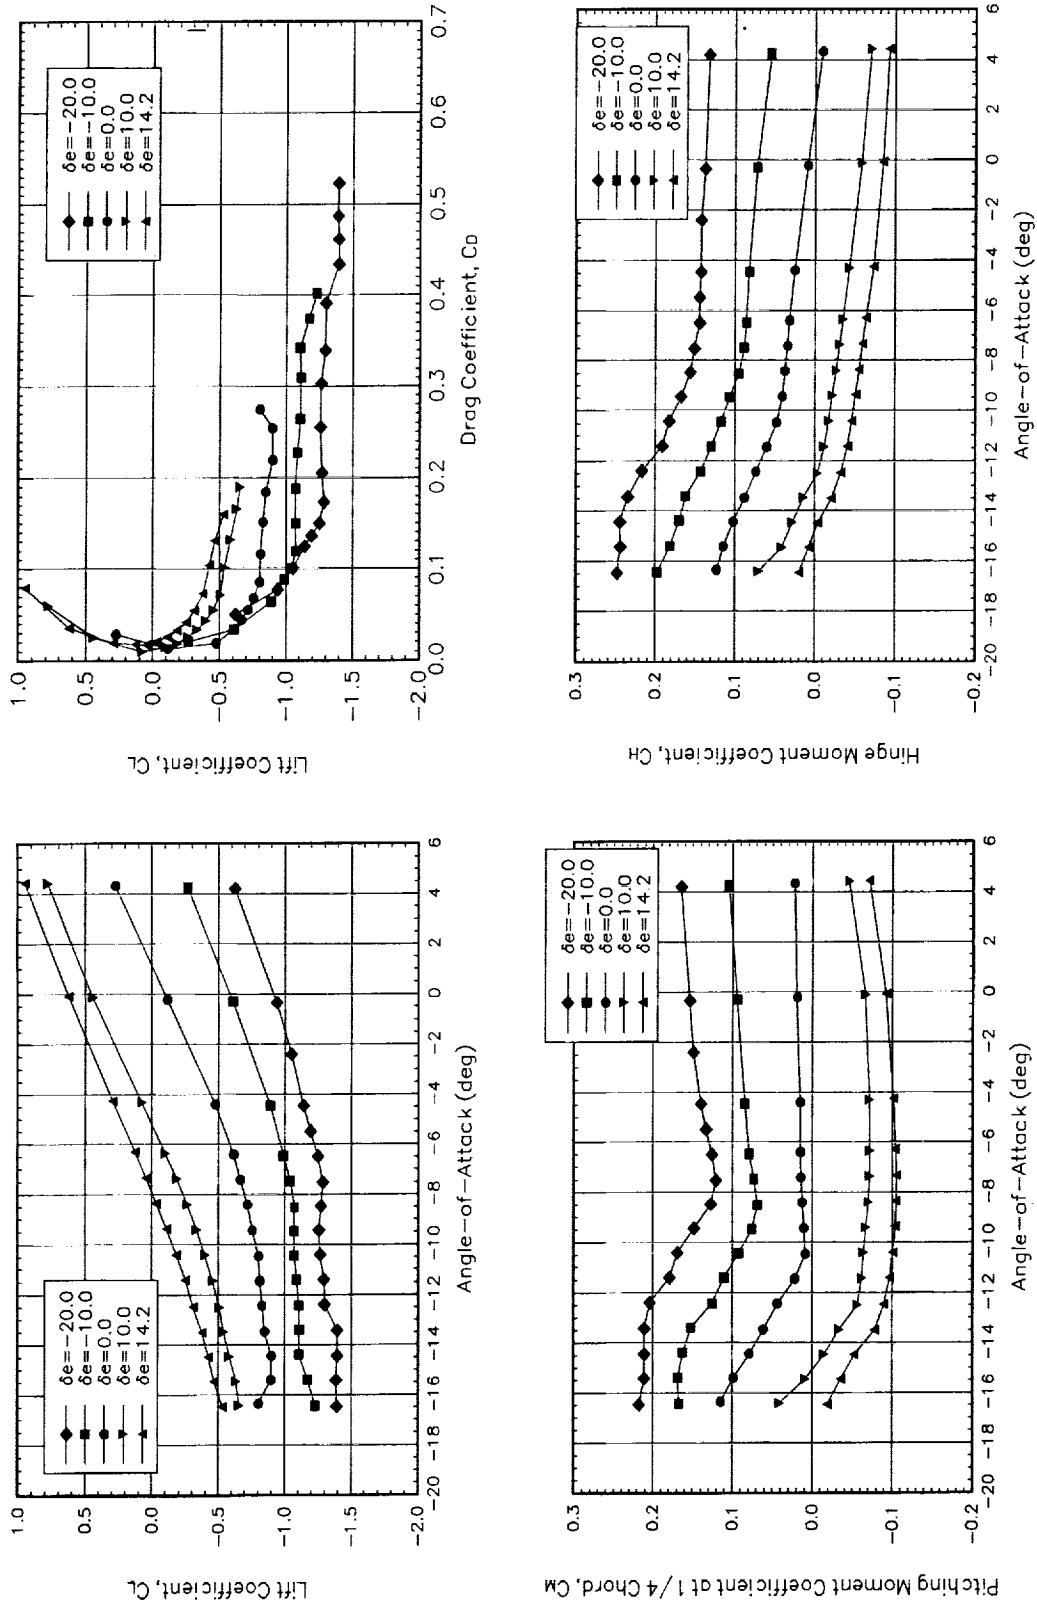 δe=−20.0
δe=−10.0
δe=0.0
δe=10.0
δe=14.2
1.0
0.5
0.0
−0.5
−1.0
−1.5
−2.0
Lift Coefficient, CL
−20 −18 −16 −14 −12 −10 −8 −6 −4 −2 0 2 4 6
Angle−of−Attack (deg)
δe=−20.0
δe=−10.0
δe=0.0
δe=10.0
δe=14.2
1.0
0.5
0.0
−0.5
−1.0
−1.5
−2.0
Lift Coefficient, CL
0.0 0.1 0.2 0.3 0.4 0.5 0.6 0.7
Drag Coefficient, CD
δe=−20.0
δe=−10.0
δe=0.0
δe=10.0
δe=14.2
0.3
0.2
0.1
0.0
−0.1
−0.2
Pitching Moment Coefficient at 1/4 Chord, CM
−20 −18 −16 −14 −12 −10 −8 −6 −4 −2 0 2 4 6
Angle−of−Attack (deg)
δe=−20.0
δe=−10.0
δe=0.0
δe=10.0
δe=14.2
0.3
0.2
0.1
0.0
−0.1
−0.2
Hinge Moment Coefficient, CH
−20 −18 −16 −14 −12 −10 −8 −6 −4 −2 0 2 4 6
Angle−of−Attack (deg)